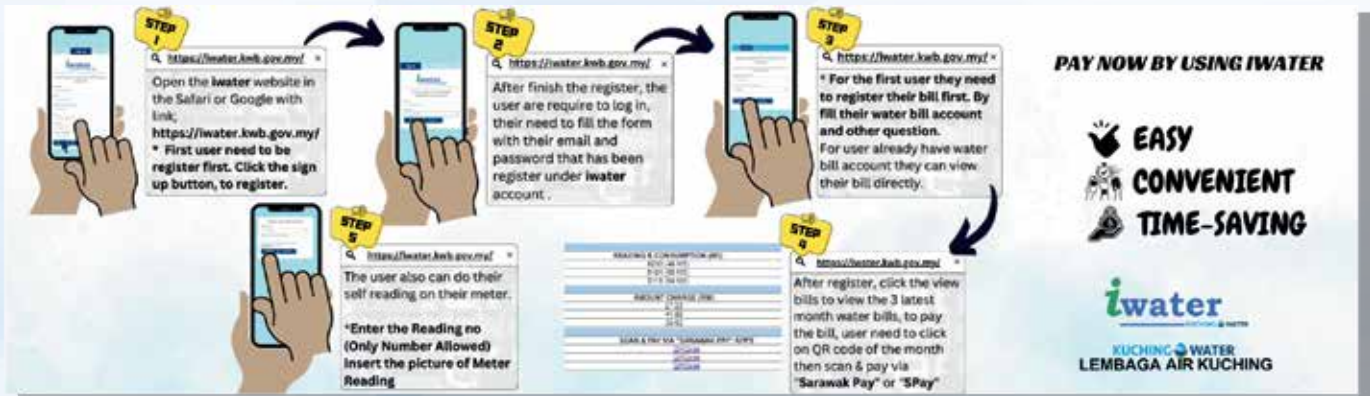 STEP
1
https://iwater.kwb.gov.my/ ×
Open the iwater website in
the Safari or Google with
link;
https://iwater.kwb.gov.my/
* First user need to be
register first. Click the sign
up button, to register.
STEP
2
https://iwater.kwb.gov.my/ ×
After finish the register, the
user are require to log in,
their need to fill the form
with their email and
password that has been
register under iwater
account .
STEP
3
https://iwater.kwb.gov.my/ ×
* For the first user they need
to register their bill first. By
fill their water bill account
and other question.
For user already have water
bill account they can view
their bill directly.
STEP
4
https://iwater.kwb.gov.my/ ×
After register, click the view
bills to view the 3 latest
month water bills, to pay
the bill, user need to click
on QR code of the month
then scan & pay via
"Sarawak Pay" or "SPay"
STEP
5
https://iwater.kwb.gov.my/ ×
The user also can do their
self reading on their meter.
*Enter the Reading no
(Only Number Allowed)
Insert the picture of Meter
Reading
READING & CONSUMPTION (M³)
AMOUNT CHARGE (RM)
SCAN & PAY VIA "SARAWAK PAY"
PAY NOW BY USING IWATER
EASY
CONVENIENT
TIME-SAVING
iwater
KUCHING WATER
KUCHING WATER
LEMBAGA AIR KUCHING